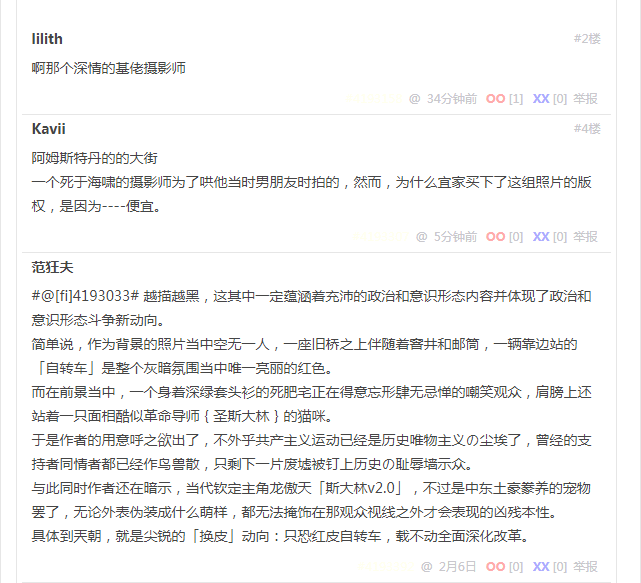 lilith #2楼
啊那个深情的基佬摄影师
@ 34分钟前 OO [1] XX [0] 举报
Kavii #4楼
阿姆斯特丹的的大街
一个死于海啸的摄影师为了哄他当时男朋友时拍的，然而，为什么宜家买下了这组照片的版
权，是因为----便宜。
@ 5分钟前 OO [0] XX [0] 举报
范狂夫
#@[fi]4193033# 越描越黑，这其中一定蕴涵着充沛的政治和意识形态内容并体现了政治和
意识形态斗争新动向。
简单说，作为背景的照片当中空无一人，一座旧桥之上伴随着窨井和邮筒，一辆靠边站的
「自转车」是整个灰暗氛围当中唯一亮丽的红色。
而在前景当中，一个身着深绿套头衫的死肥宅正在得意忘形肆无忌惮的嘲笑观众，肩膀上还
站着一只面相酷似革命导师｛圣斯大林｝的猫咪。
于是作者的用意呼之欲出了，不外乎共产主义运动已经是历史唯物主义の尘埃了，曾经的支
持者同情者都已经作鸟兽散，只剩下一片废墟被钉上历史の耻辱墙示众。
与此同时作者还在暗示，当代钦定主角龙傲天「斯大林v2.0」，不过是中东土豪豢养的宠物
罢了，无论外表伪装成什么萌样，都无法掩饰在那观众视线之外才会表现的凶残本性。
具体到天朝，就是尖锐的「换皮」动向：只恐红皮自转车，载不动全面深化改革。
@ 2月6日 OO [0] XX [0] 举报